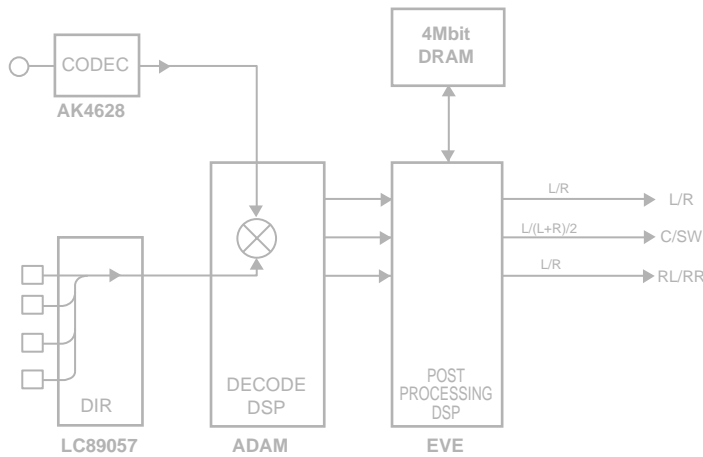 4Mbit
DRAM
CODEC
AK4628
L/R
L/R
L/(L+R)/2
C/SW
L/R
RL/RR
DIR
LC89057
DECODE
DSP
ADAM
POST
PROCESSING
DSP
EVE